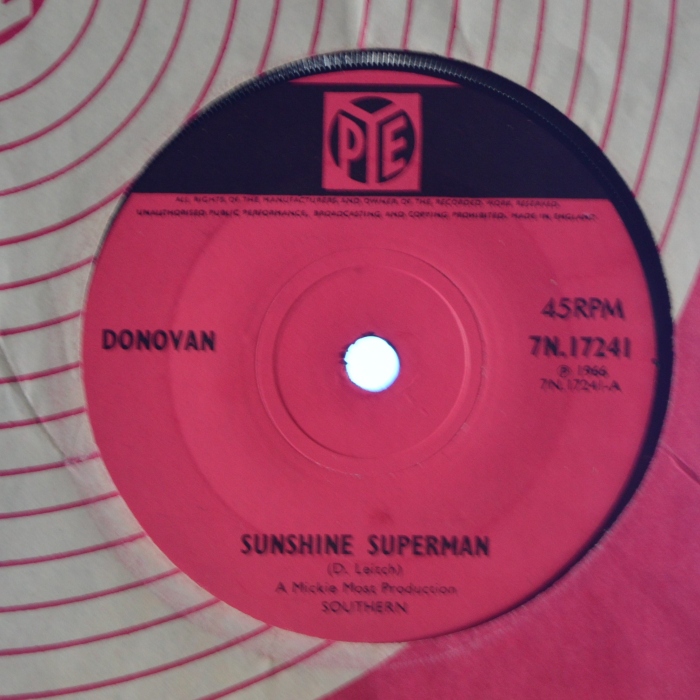 PYE
ALL RIGHTS OF THE MANUFACTURERS AND OWNER OF THE RECORDED WORK RESERVED.
UNAUTHORISED PUBLIC PERFORMANCE, BROADCASTING AND COPYING PROHIBITED. MADE IN ENGLAND
45RPM
DONOVAN
7N.17241
℗ 1966
7N.17241-A
SUNSHINE SUPERMAN
(D. Leitch)
A Mickie Most Production
SOUTHERN